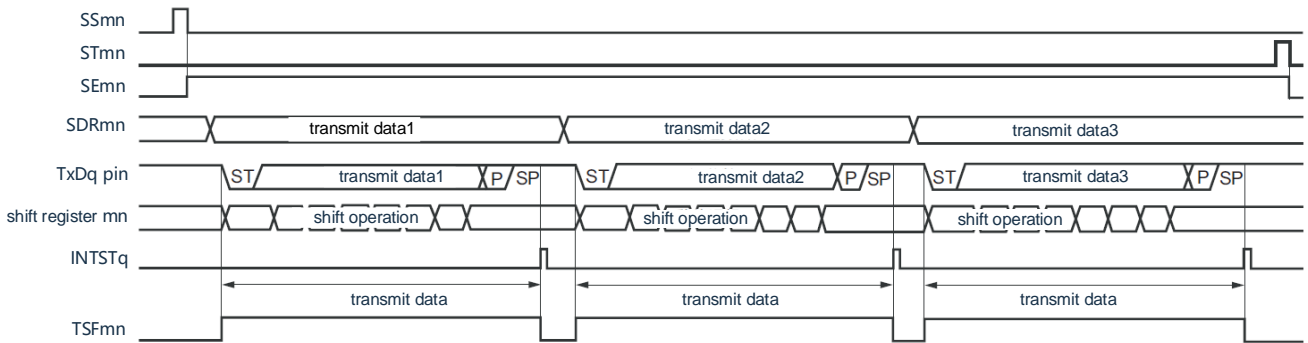 SSmn
STmn
SEmn
SDRmn transmit data1 transmit data2 transmit data3
TxDq pin ST transmit data1 P SP ST transmit data2 P SP ST transmit data3 P SP
shift register mn shift operation shift operation shift operation
INTSTq
transmit data transmit data transmit data
TSFmn